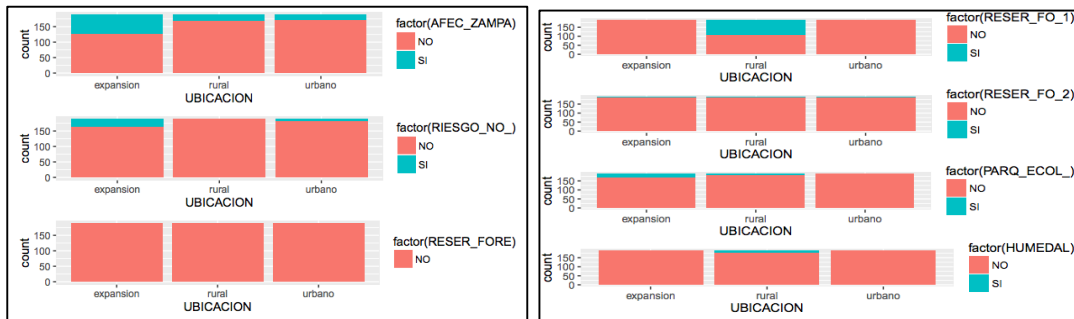 factor(AFEC_ZAMPA)
NO
SI
count
150
100
50
0
expansion rural urbano
UBICACION
factor(RIESGO_NO_)
NO
SI
count
150
100
50
0
expansion rural urbano
UBICACION
factor(RESER_FORE)
NO
count
150
100
50
0
expansion rural urbano
UBICACION
factor(RESER_FO_1)
NO
SI
count
150
100
50
0
expansion rural urbano
UBICACION
factor(RESER_FO_2)
NO
SI
count
150
100
50
0
expansion rural urbano
UBICACION
factor(PARQ_ECOL_)
NO
SI
count
150
100
50
0
expansion rural urbano
UBICACION
factor(HUMEDAL)
NO
SI
count
150
100
50
0
expansion rural urbano
UBICACION